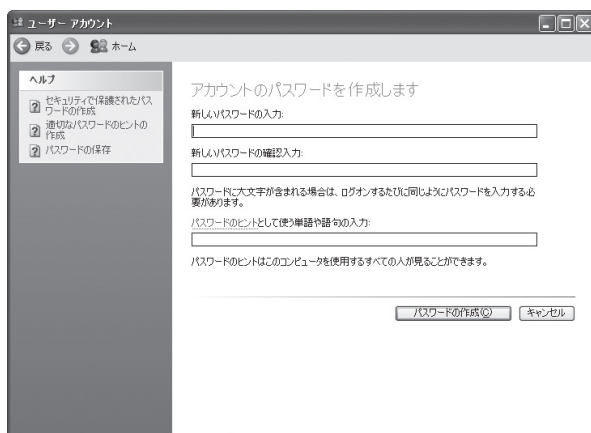 ユーザー アカウント
戻る
ホーム
ヘルプ
セキュリティで保護されたパス
ワードの作成
適切なパスワードのヒントの
作成
パスワードの保存
アカウントのパスワードを作成します
新しいパスワードの入力:
新しいパスワードの確認入力:
パスワードに大文字が含まれる場合は、ログオンするたびに同じようにパスワードを入力する必
要があります。
パスワードのヒントとして使う単語や語句の入力:
パスワードのヒントはこのコンピュータを使用するすべての人が見ることができます。
パスワードの作成(C)
キャンセル